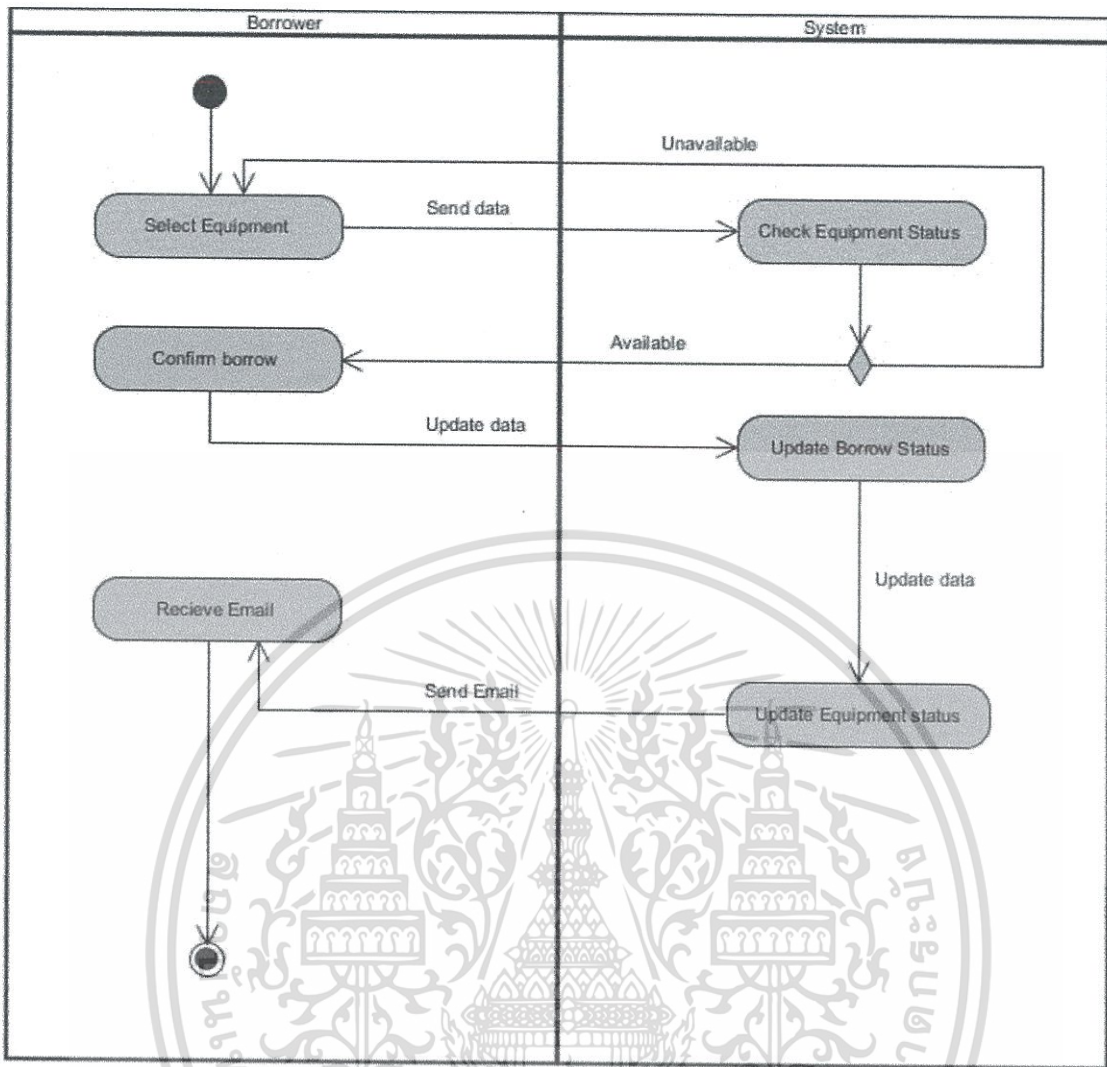 Borrower
System
Unavailable
Select Equipment
Send data
Check Equipment Status
Confirm borrow
Available
Update data
Update Borrow Status
Recieve Email
Update data
Send Email
Update Equipment status